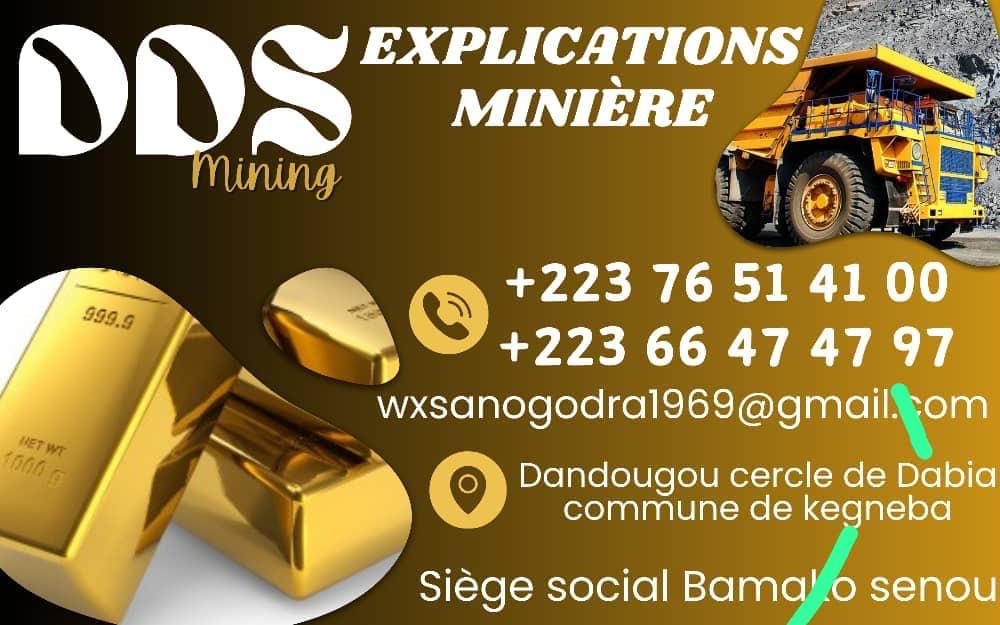 DDS
Mining
EXPLICATIONS
MINIÈRE
999.9
NET WT
1000 g
+223 76 51 41 00
+223 66 47 47 97
wxsanogodra1969@gmail.com
Dandougou cercle de Dabia
commune de kegneba
Siège social Bamako senou